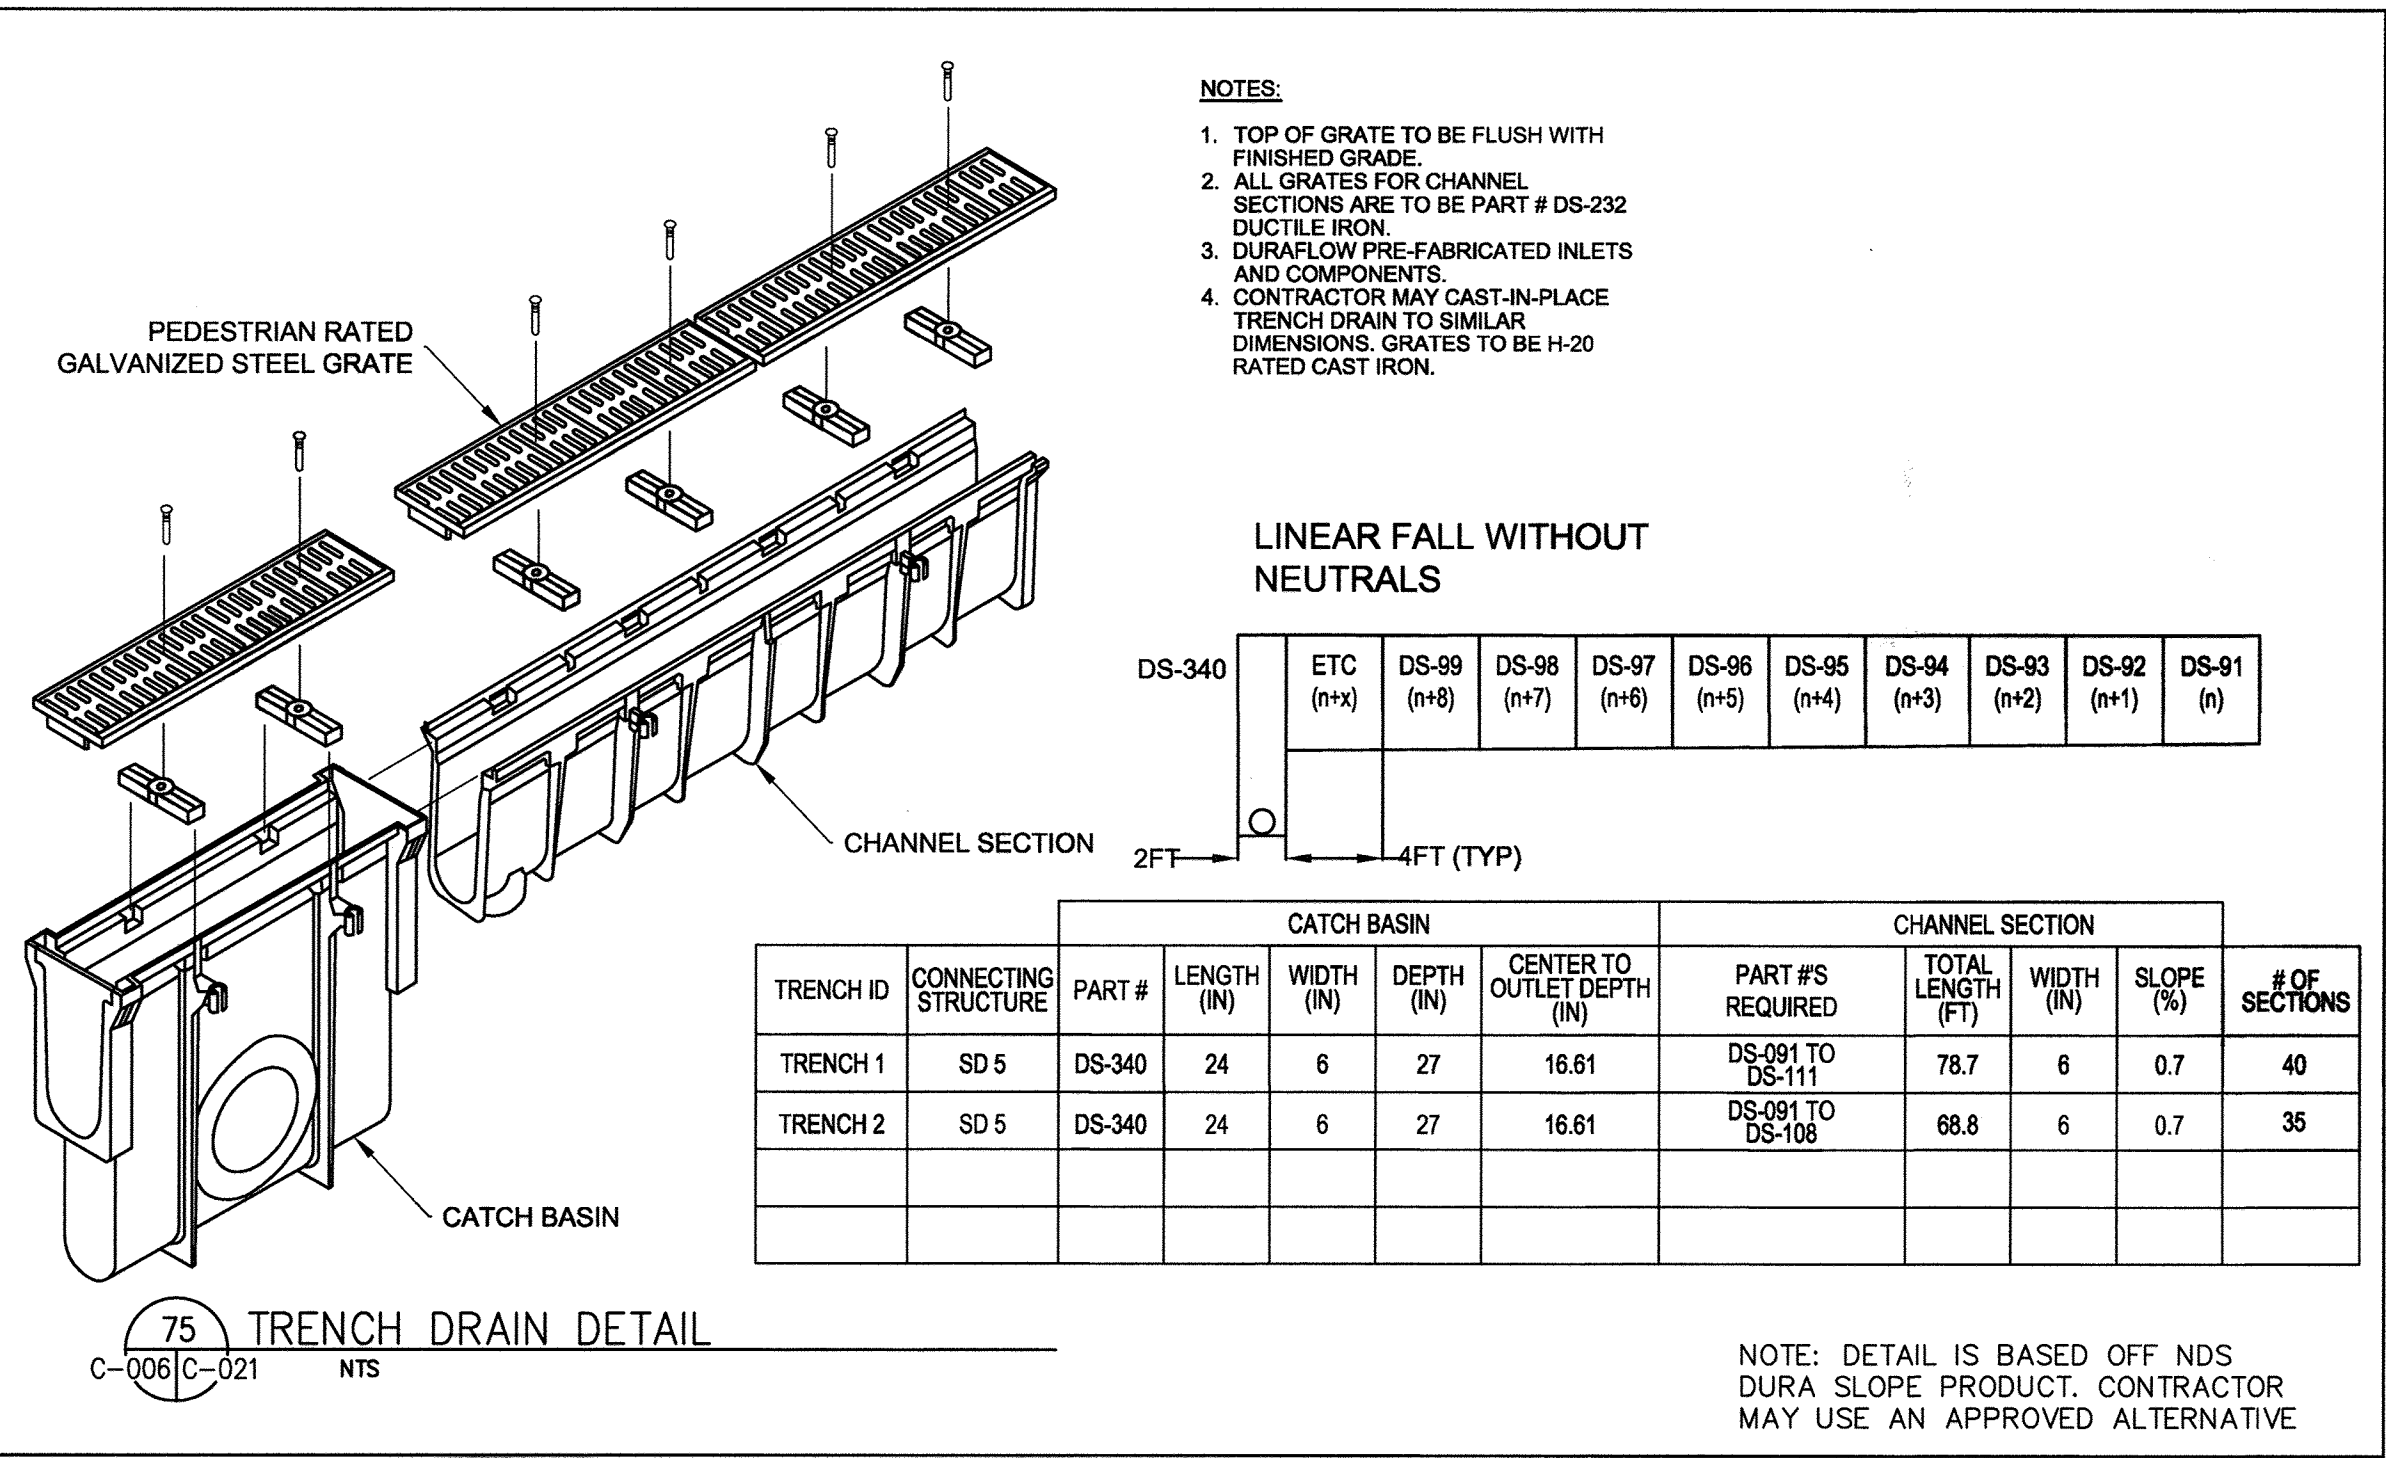 NOTES:
1. TOP OF GRATE TO BE FLUSH WITH
FINISHED GRADE.
2. ALL GRATES FOR CHANNEL
SECTIONS ARE TO BE PART # DS-232
DUCTILE IRON.
3. DURAFLOW PRE-FABRICATED INLETS
AND COMPONENTS.
4. CONTRACTOR MAY CAST-IN-PLACE
TRENCH DRAIN TO SIMILAR
DIMENSIONS. GRATES TO BE H-20
RATED CAST IRON.
PEDESTRIAN RATED
GALVANIZED STEEL GRATE
CHANNEL SECTION
CATCH BASIN
LINEAR FALL WITHOUT
NEUTRALS
DS-340 ETC DS-99 DS-98 DS-97 DS-96 DS-95 DS-94 DS-93 DS-92 DS-91
(n+x) (n+8) (n+7) (n+6) (n+5) (n+4) (n+3) (n+2) (n+1) (n)
2FT 4FT (TYP)
CATCH BASIN CHANNEL SECTION
TRENCH ID CONNECTING STRUCTURE PART # LENGTH (IN) WIDTH (IN) DEPTH (IN) CENTER TO OUTLET DEPTH (IN) PART #'S REQUIRED TOTAL LENGTH (FT) WIDTH (IN) SLOPE (%) # OF SECTIONS
TRENCH 1 SD 5 DS-340 24 6 27 16.61 DS-091 TO DS-111 78.7 6 0.7 40
TRENCH 2 SD 5 DS-340 24 6 27 16.61 DS-091 TO DS-108 68.8 6 0.7 35
75 TRENCH DRAIN DETAIL
C-006 C-021 NTS
NOTE: DETAIL IS BASED OFF NDS
DURA SLOPE PRODUCT. CONTRACTOR
MAY USE AN APPROVED ALTERNATIVE